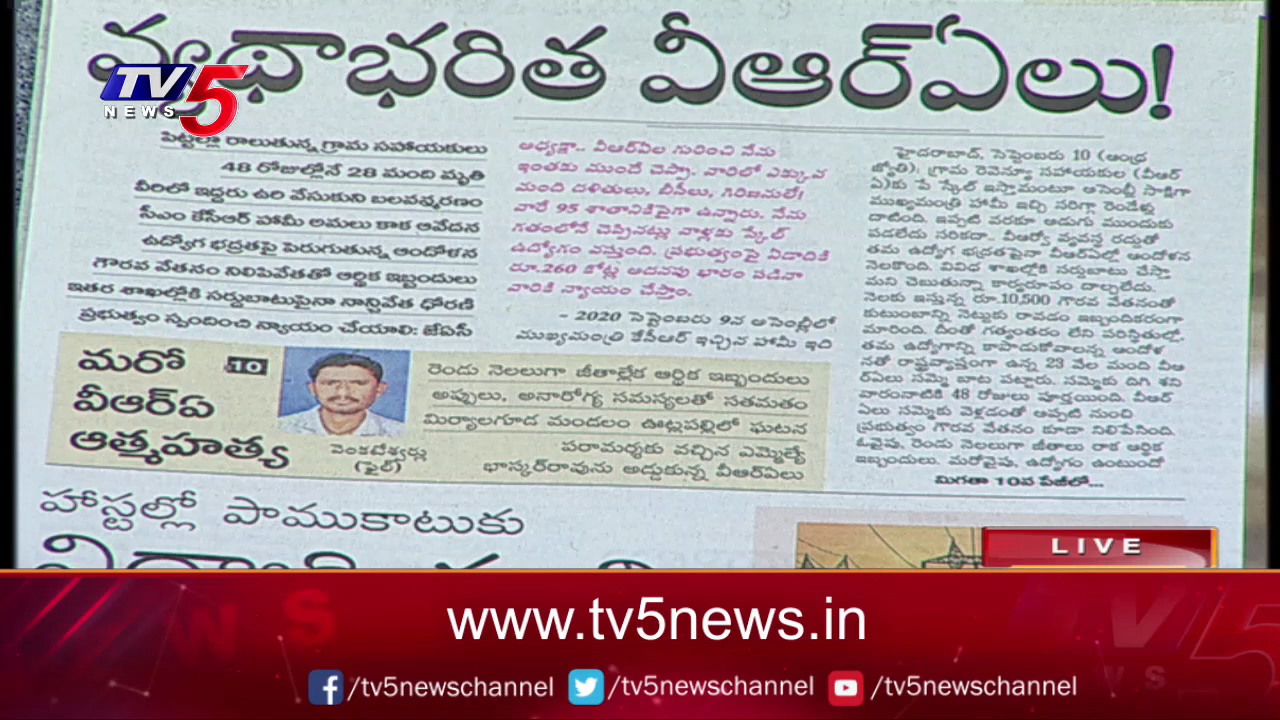 వ్యథాభరిత వీఆర్ఏలు!
TV5
NEWS
పిట్టల్లా రాలుతున్న గ్రామ సహాయకులు
48 రోజుల్లోనే 28 మంది మృతి
వీరిలో ఇద్దరు ఉరి వేసుకుని బలవన్మరణం
సీఎం కేసీఆర్ హామీ అమలు కాక ఆవేదన
ఉద్యోగ భద్రతపై పెరుగుతున్న ఆందోళన
గౌరవ వేతనం నిలిపివేతతో ఆర్థిక ఇబ్బందులు
ఇతర శాఖల్లోకి సర్దుబాటుపైనా నాన్చివేత ధోరణి
ప్రభుత్వం స్పందించి న్యాయం చేయాలి: జేఏసీ
అధ్యక్షా.. వీఆర్ఏల గురించి నేను
ఇంతకు ముందే చెప్పా. వారిలో ఎక్కువ
మంది దళితులు, బీసీలు, గిరిజనులే!
వారే 95 శాతానికిపైగా ఉన్నారు. నేను
గతంలోనే చెప్పినట్లు వాళ్లకు స్కేల్
ఉద్యోగం వస్తుంది. ప్రభుత్వంపై ఏడాదికి
రూ.260 కోట్ల అదనపు భారం పడినా
వారికి న్యాయం చేస్తాం.
- 2020 సెప్టెంబరు 9న అసెంబ్లీలో
ముఖ్యమంత్రి కేసీఆర్ ఇచ్చిన హామీ ఇది
హైదరాబాద్, సెప్టెంబరు 10 (ఆంధ్ర
జ్యోతి): గ్రామ రెవెన్యూ సహాయకుల (వీఆర్
ఏ)కు పే స్కేల్ ఇస్తామంటూ అసెంబ్లీ సాక్షిగా
ముఖ్యమంత్రి హామీ ఇచ్చి సరిగ్గా రెండేళ్లు
దాటింది. ఇప్పటి వరకూ అడుగు ముందుకు
పడలేదు సరికదా.. వీఆర్వో వ్యవస్థ రద్దుతో
తమ ఉద్యోగ భద్రతపైనా వీఆర్ఏల్లో ఆందోళన
నెలకొంది. వివిధ శాఖల్లోకి సర్దుబాటు చేస్తా
మని చెబుతున్నా కార్యరూపం దాల్చలేదు.
నెలకు ఇస్తున్న రూ.10,500 గౌరవ వేతనంతో
కుటుంబాన్ని నెట్టుకు రావడం ఇబ్బందికరంగా
మారింది. దీంతో గత్యంతరం లేని పరిస్థితుల్లో,
తమ ఉద్యోగాన్ని కాపాడుకోవాలన్న ఆందోళ
నతో రాష్ట్రవ్యాప్తంగా ఉన్న 23 వేల మంది వీఆ
ర్ఏలు సమ్మె బాట పట్టారు. సమ్మెకు దిగి శని
వారంనాటికి 48 రోజులు పూర్తయింది. వీఆర్
ఏలు సమ్మెకు వెళ్లడంతో అప్పటి నుంచి
ప్రభుత్వం గౌరవ వేతనం కూడా నిలిపేసింది.
ఓవైపు, రెండు నెలలుగా జీతాలు రాక ఆర్థిక
ఇబ్బందులు. మరోవైపు, ఉద్యోగం ఉంటుందో
మిగతా 10వ పేజీలో...
మరో
వీఆర్ఏ
ఆత్మహత్య
10
వెంకటేశ్వర్లు
(ఫైల్)
రెండు నెలలుగా జీతాల్లేక ఆర్థిక ఇబ్బందులు
అప్పులు, అనారోగ్య సమస్యలతో సతమతం
మిర్యాలగూడ మండలం ఊట్లపల్లిలో ఘటన
పరామర్శకు వచ్చిన ఎమ్మెల్యే
భాస్కర్‌రావును అడ్డుకున్న వీఆర్ఏలు
హాస్టల్లో పాముకాటుకు
LIVE
www.tv5news.in
/tv5newschannel
/tv5newschannel
/tv5newschannel